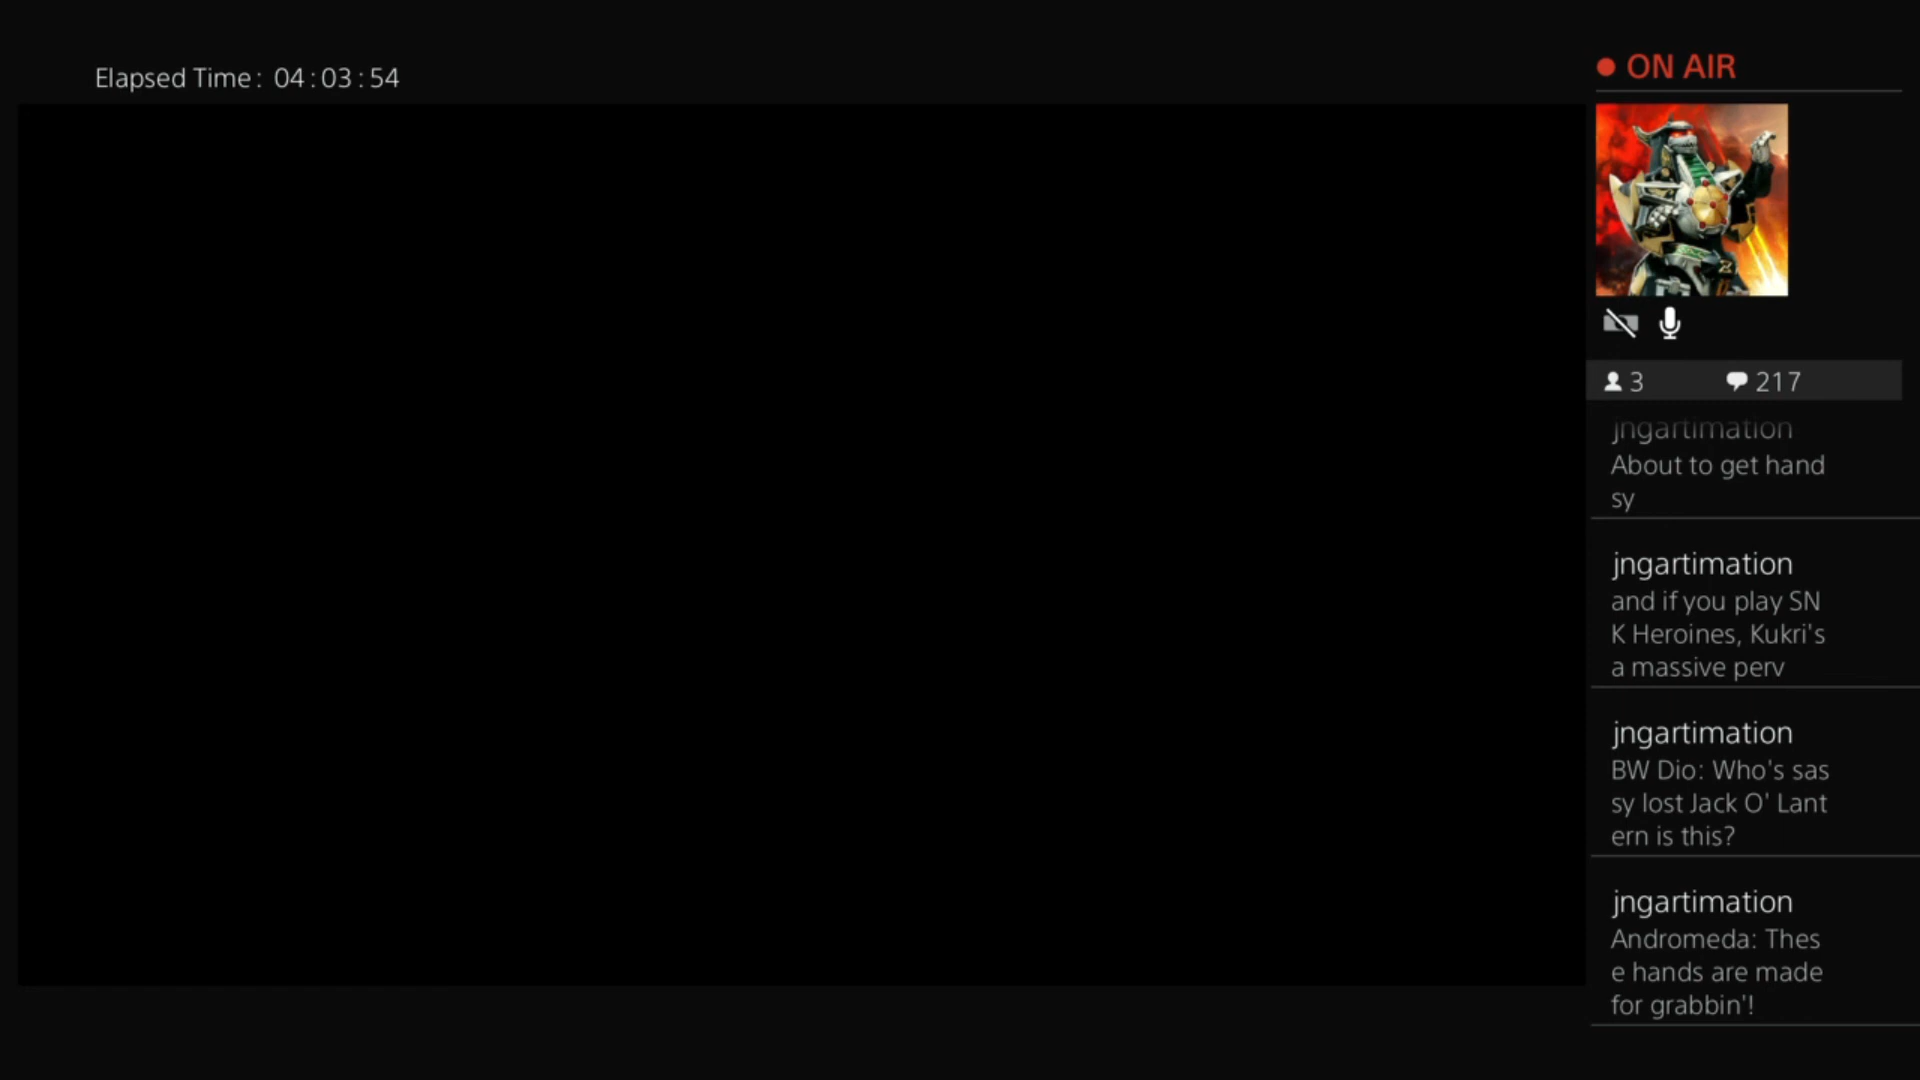 Elapsed Time: 04:03:54
ON AIR
3 217
jngartimation
About to get hand
sy
jngartimation
and if you play SN
K Heroines, Kukri's
a massive perv
jngartimation
BW Dio: Who's sas
sy lost Jack O' Lant
ern is this?
jngartimation
Andromeda: Thes
e hands are made
for grabbin'!